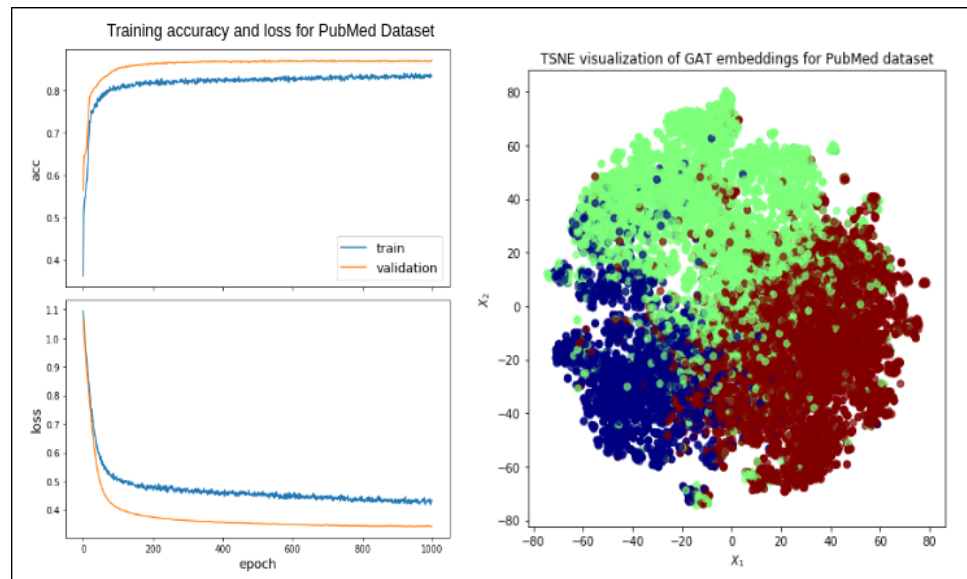 Training accuracy and loss for PubMed Dataset
0.8
0.7
0.6
0.5
0.4
acc
train
validation
1.1
1.0
0.9
0.8
0.7
0.6
0.5
0.4
loss
0 200 400 600 800 1000
epoch
TSNE visualization of GAT embeddings for PubMed dataset
80
60
40
20
0
−20
−40
−60
−80
X₂
−80 −60 −40 −20 0 20 40 60 80
X₁